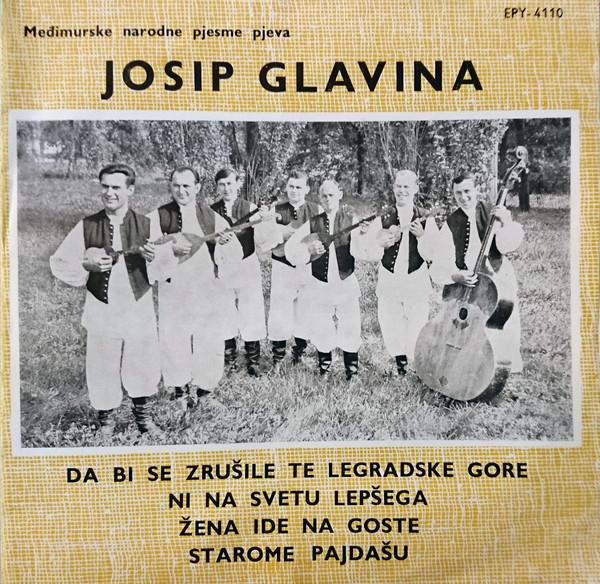 EPY-4110
Međimurske narodne pjesme pjeva
JOSIP GLAVINA
DA BI SE ZRUŠILE TE LEGRADSKE GORE
NI NA SVETU LEPŠEGA
ŽENA IDE NA GOSTE
STAROME PAJDAŠU